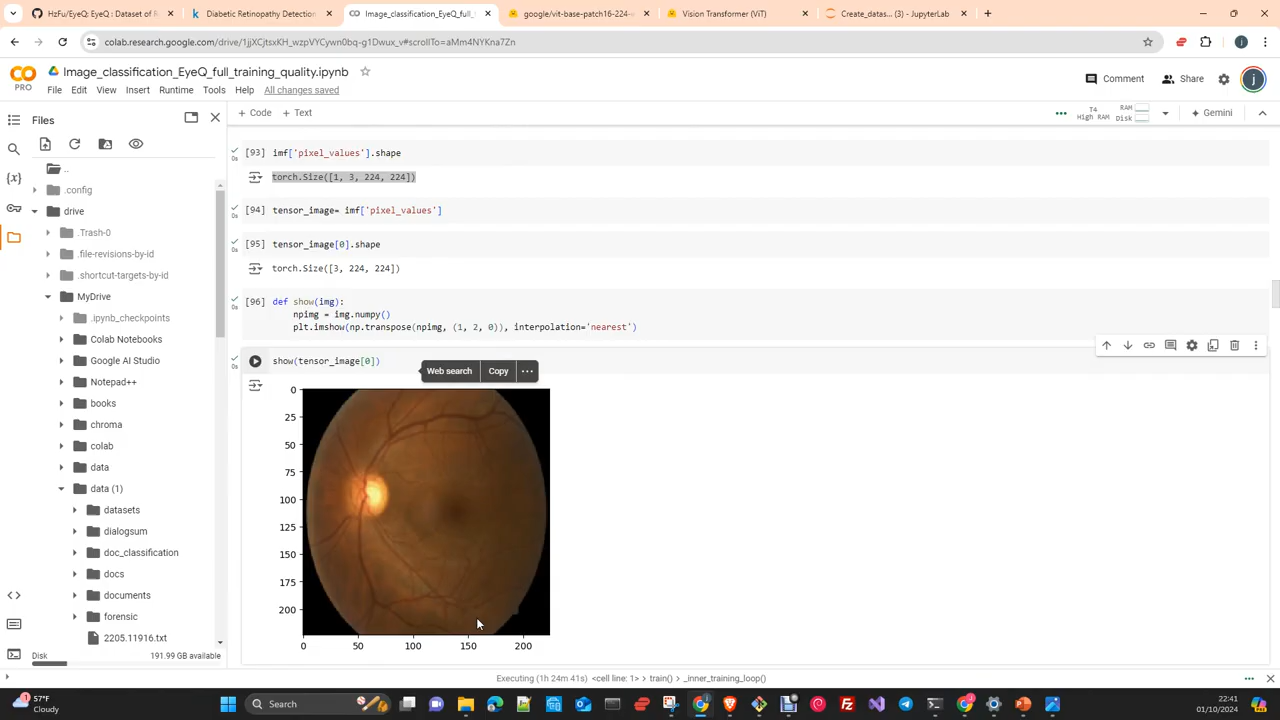 HzFu/EyeQ: EyeQ : Dataset of R
Diabetic Retinopathy Detection
Image_classification_EyeQ_full_
google/vit-base-patch16-224-
Vision Transformer (ViT)
Create_datas... (3) - JupyterLab
colab.research.google.com/drive/1jjXCjtsxKH_wzpVYCywn0bq-g1Dwux_v#scrollTo=aMm4NYKna7Zn
CO
PRO
Image_classification_EyeQ_full_training_quality.ipynb
File Edit View Insert Runtime Tools Help All changes saved
Comment
Share
j
Files
+ Code + Text
T4
High RAM
RAM
Disk
Gemini
..
.config
drive
.Trash-0
.file-revisions-by-id
.shortcut-targets-by-id
MyDrive
.ipynb_checkpoints
Colab Notebooks
Google AI Studio
Notepad++
books
chroma
colab
data
data (1)
datasets
dialogsum
doc_classification
docs
documents
forensic
2205.11916.txt
Disk
191.99 GB available
[93] imf['pixel_values'].shape
0s
torch.Size([1, 3, 224, 224])
[94] tensor_image= imf['pixel_values']
0s
[95] tensor_image[0].shape
0s
torch.Size([3, 224, 224])
[96] def show(img):
0s
npimg = img.numpy()
plt.imshow(np.transpose(npimg, (1, 2, 0)), interpolation='nearest')
show(tensor_image[0])
0s
Web search Copy ...
0
25
50
75
100
125
150
175
200
0 50 100 150 200
Executing (1h 24m 41s) <cell line: 1> train() _inner_training_loop()
57°F
Cloudy
Search
22:41
01/10/2024